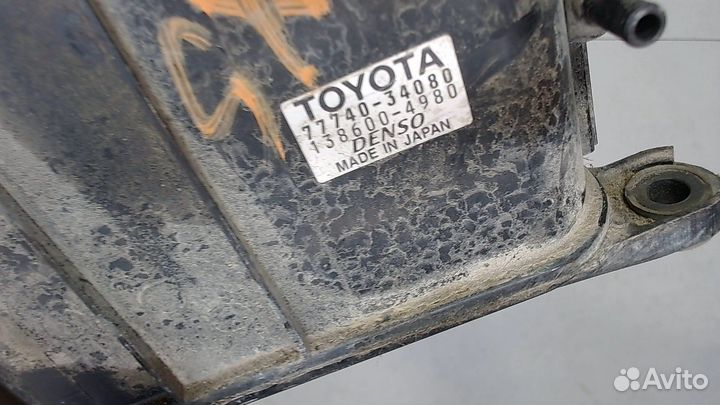 TOYOTA
77740-34080
138600-4980
DENSO
MADE IN JAPAN
Avito